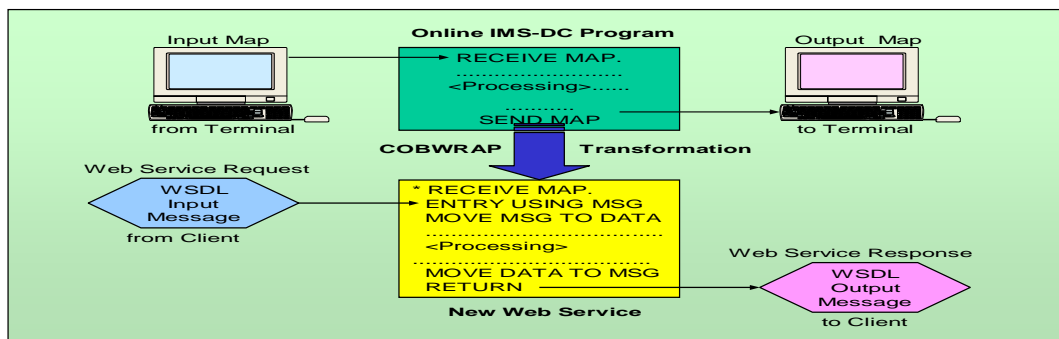 Input Map
Online IMS-DC Program
Output Map
RECEIVE MAP.
..............................
<Processing>......
..........
SEND MAP
from Terminal
to Terminal
COBWRAP Transformation
Web Service Request
WSDL
Input
Message
from Client
* RECEIVE MAP.
ENTRY USING MSG
MOVE MSG TO DATA
....................................
<Processing>
....................................
MOVE DATA TO MSG
RETURN
New Web Service
Web Service Response
WSDL
Output
Message
to Client